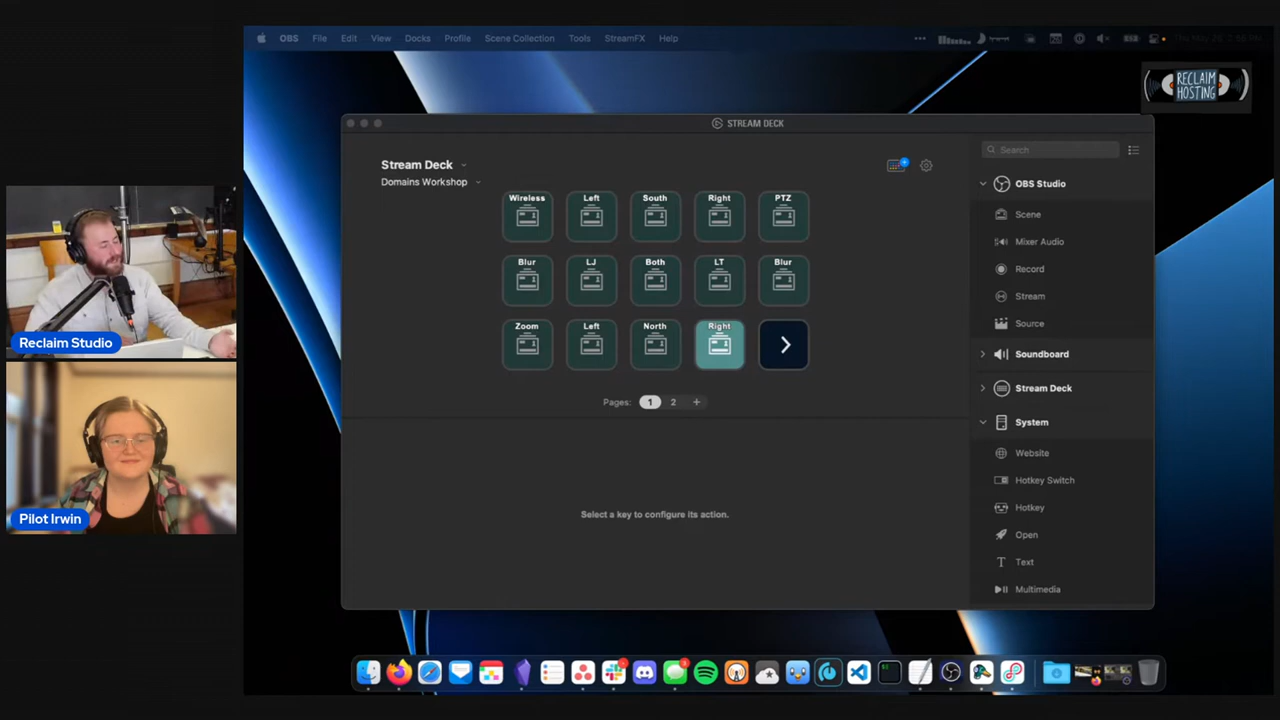 OBS File Edit View Docks Profile Scene Collection Tools StreamFX Help
RECLAIM
HOSTING
STREAM DECK
Stream Deck
Domains Workshop
Search
Wireless Left South Right PTZ
Blur LJ Both LT Blur
Zoom Left North Right
Pages: 1 2 +
Select a key to configure its action.
OBS Studio
Scene
Mixer Audio
Record
Stream
Source
Soundboard
Stream Deck
System
Website
Hotkey Switch
Hotkey
Open
Text
Multimedia
Reclaim Studio
Pilot Irwin